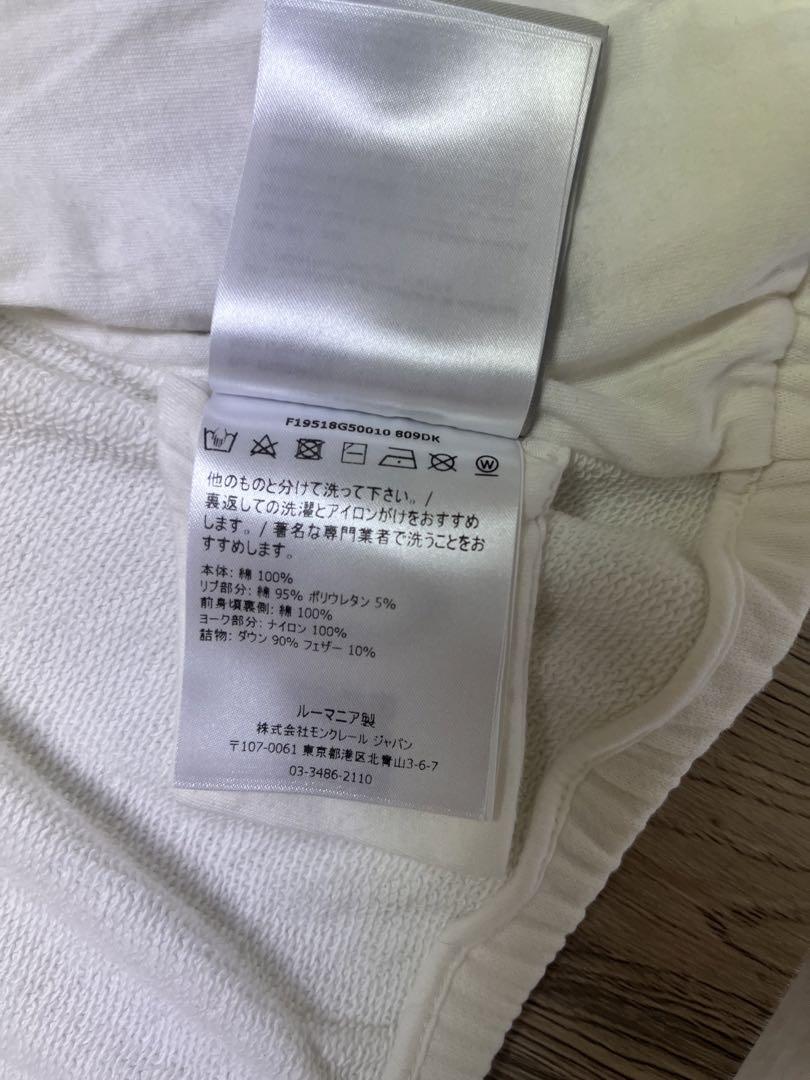 F19518G50010 809DK
W
他のものと分けて洗って下さい。/
裏返しての洗濯とアイロンがけをおすすめ
します。/ 著名な専門業者で洗うことをお
すすめします。
本体: 綿 100%
リブ部分: 綿 95% ポリウレタン 5%
前身頃裏側: 綿 100%
ヨーク部分: ナイロン 100%
詰物: ダウン 90% フェザー 10%
ルーマニア製
株式会社モンクレール ジャパン
〒107-0061 東京都港区北青山3-6-7
03-3486-2110